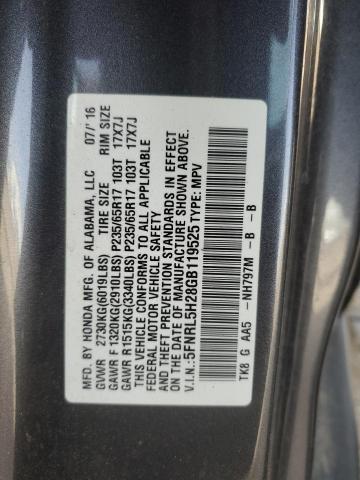 MFD. BY HONDA MFG. OF ALABAMA, LLC 07/'16
TIRE SIZE RIM SIZE
GVWR 2730KG(6019LBS)
GAWR F 1320KG(2910LBS) P235/65R17 103T 17X7J
GAWR R 1515KG(3340LBS) P235/65R17 103T 17X7J
THIS VEHICLE CONFORMS TO ALL APPLICABLE
FEDERAL MOTOR VEHICLE SAFETY
AND THEFT PREVENTION STANDARDS IN EFFECT
ON THE DATE OF MANUFACTURE SHOWN ABOVE.
V.I.N.: 5FNRL5H28GB119525 TYPE: MPV
TK8 G AA5 -NH797M - B - B